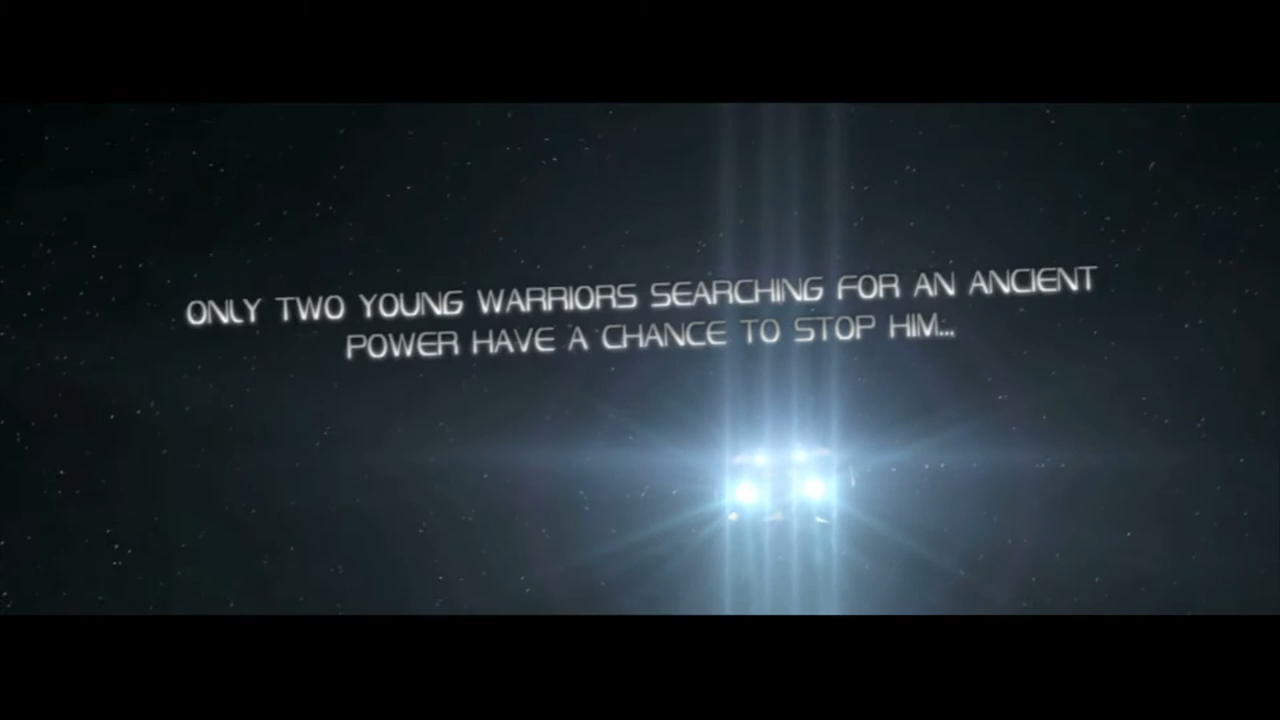 ONLY TWO YOUNG WARRIORS SEARCHING FOR AN ANCIENT
POWER HAVE A CHANCE TO STOP HIM...